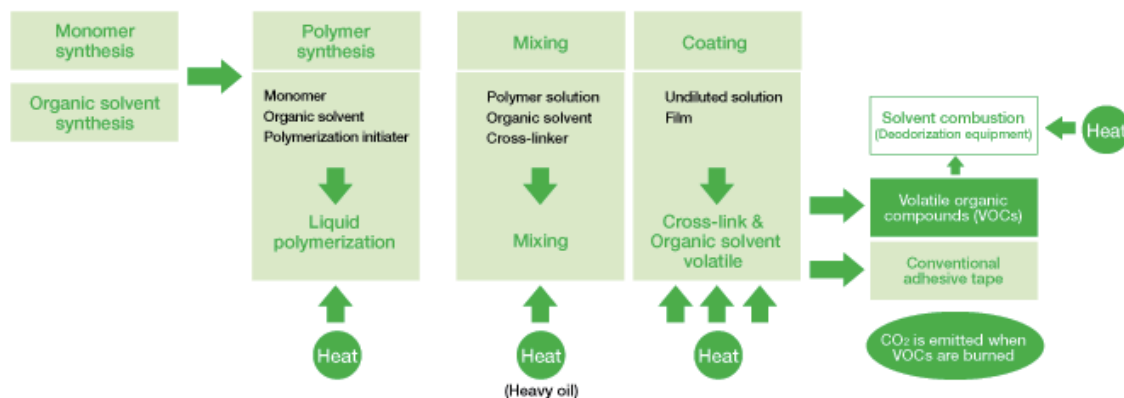 Monomer
synthesis
Organic solvent
synthesis
Polymer
synthesis
Monomer
Organic solvent
Polymerization initiater
Liquid
polymerization
Heat
Mixing
Polymer solution
Organic solvent
Cross-linker
Mixing
Heat
(Heavy oil)
Coating
Undiluted solution
Film
Cross-link &
Organic solvent
volatile
Heat
Solvent combustion
(Deodorization equipment)
Heat
Volatile organic
compounds (VOCs)
Conventional
adhesive tape
CO₂ is emitted when
VOCs are burned